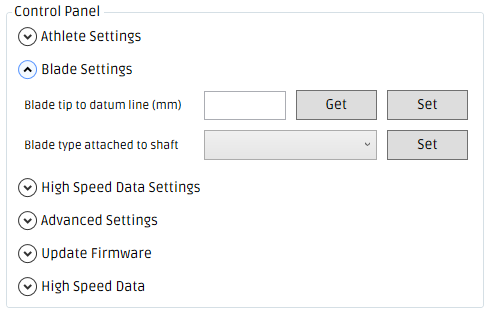 Control Panel
Athlete Settings
Blade Settings
Blade tip to datum line (mm) Get Set
Blade type attached to shaft Set
High Speed Data Settings
Advanced Settings
Update Firmware
High Speed Data